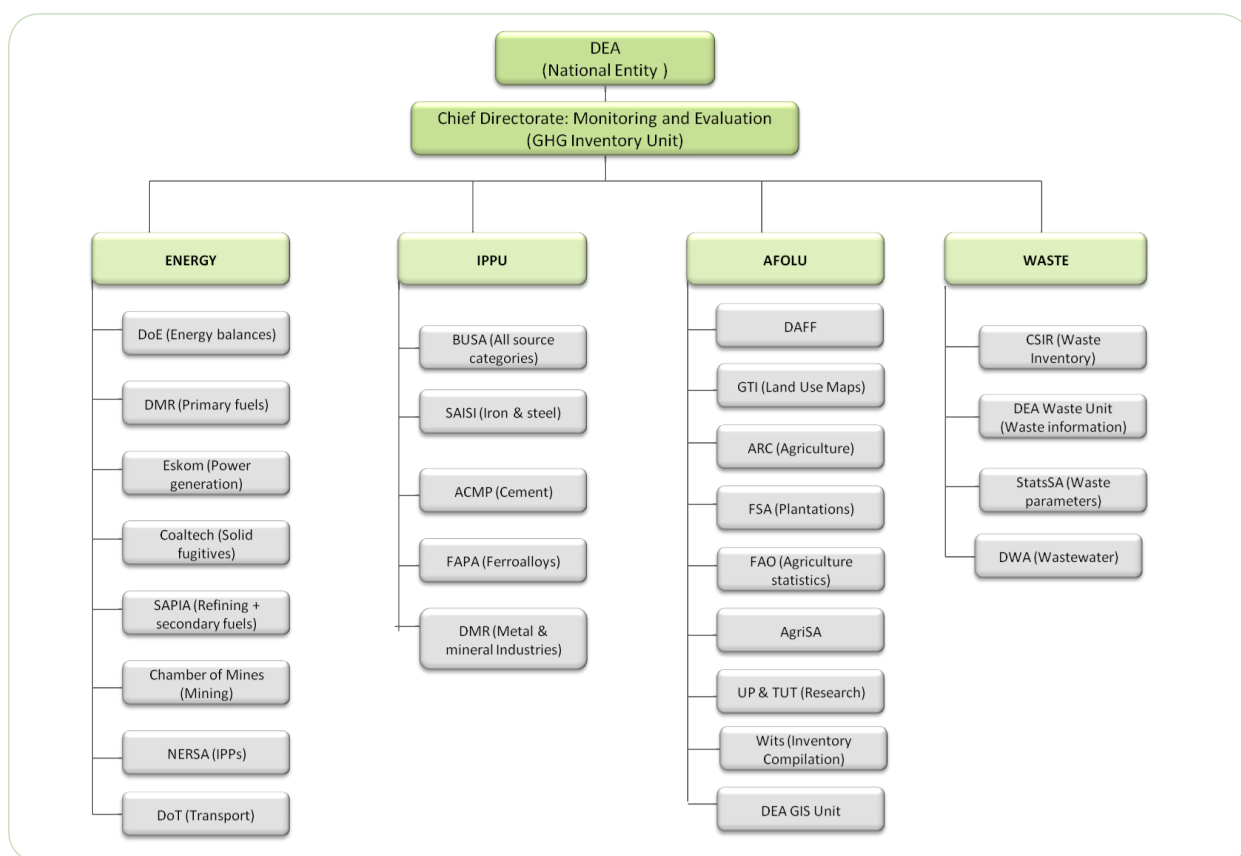 DEA
(National Entity )
Chief Directorate: Monitoring and Evaluation
(GHG Inventory Unit)
ENERGY
DoE (Energy balances)
DMR (Primary fuels)
Eskom (Power
generation)
Coaltech (Solid
fugitives)
SAPIA (Refining +
secondary fuels)
Chamber of Mines
(Mining)
NERSA (IPPs)
DoT (Transport)
IPPU
BUSA (All source
categories)
SAISI (Iron & steel)
ACMP (Cement)
FAPA (Ferroalloys)
DMR (Metal &
mineral Industries)
AFOLU
DAFF
GTI (Land Use Maps)
ARC (Agriculture)
FSA (Plantations)
FAO (Agriculture
statistics)
AgriSA
UP & TUT (Research)
Wits (Inventory
Compilation)
DEA GIS Unit
WASTE
CSIR (Waste
Inventory)
DEA Waste Unit
(Waste information)
StatsSA (Waste
parameters)
DWA (Wastewater)